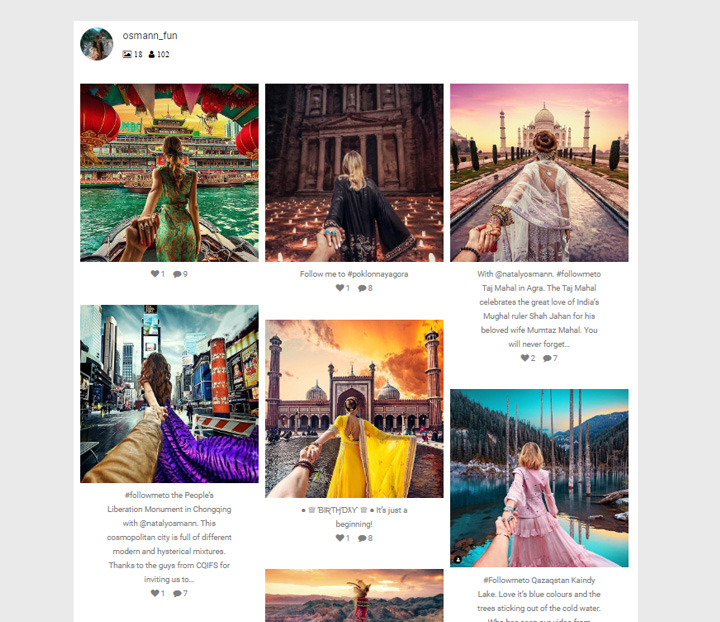 osmann_fun
18 102
1 9
Follow me to #poklonnayagora
1 8
With @natalyosmann. #followmeto
Taj Mahal in Agra. The Taj Mahal
celebrates the great love of India's
Mughal ruler Shah Jahan for his
beloved wife Mumtaz Mahal. You
will never forget...
2 7
#followmeto the People's
Liberation Monument in Chongqing
with @natalyosmann. This
cosmopolitan city is full of different
modern and hysterical mixtures.
Thanks to the guys from CQIFS for
inviting us to...
1 7
● ♕ BIRTHDAY ♕ ● It's just a
beginning!
1 8
#Followmeto Qazaqstan Kaindy
Lake. Love it's blue colours and the
trees sticking out of the cold water.